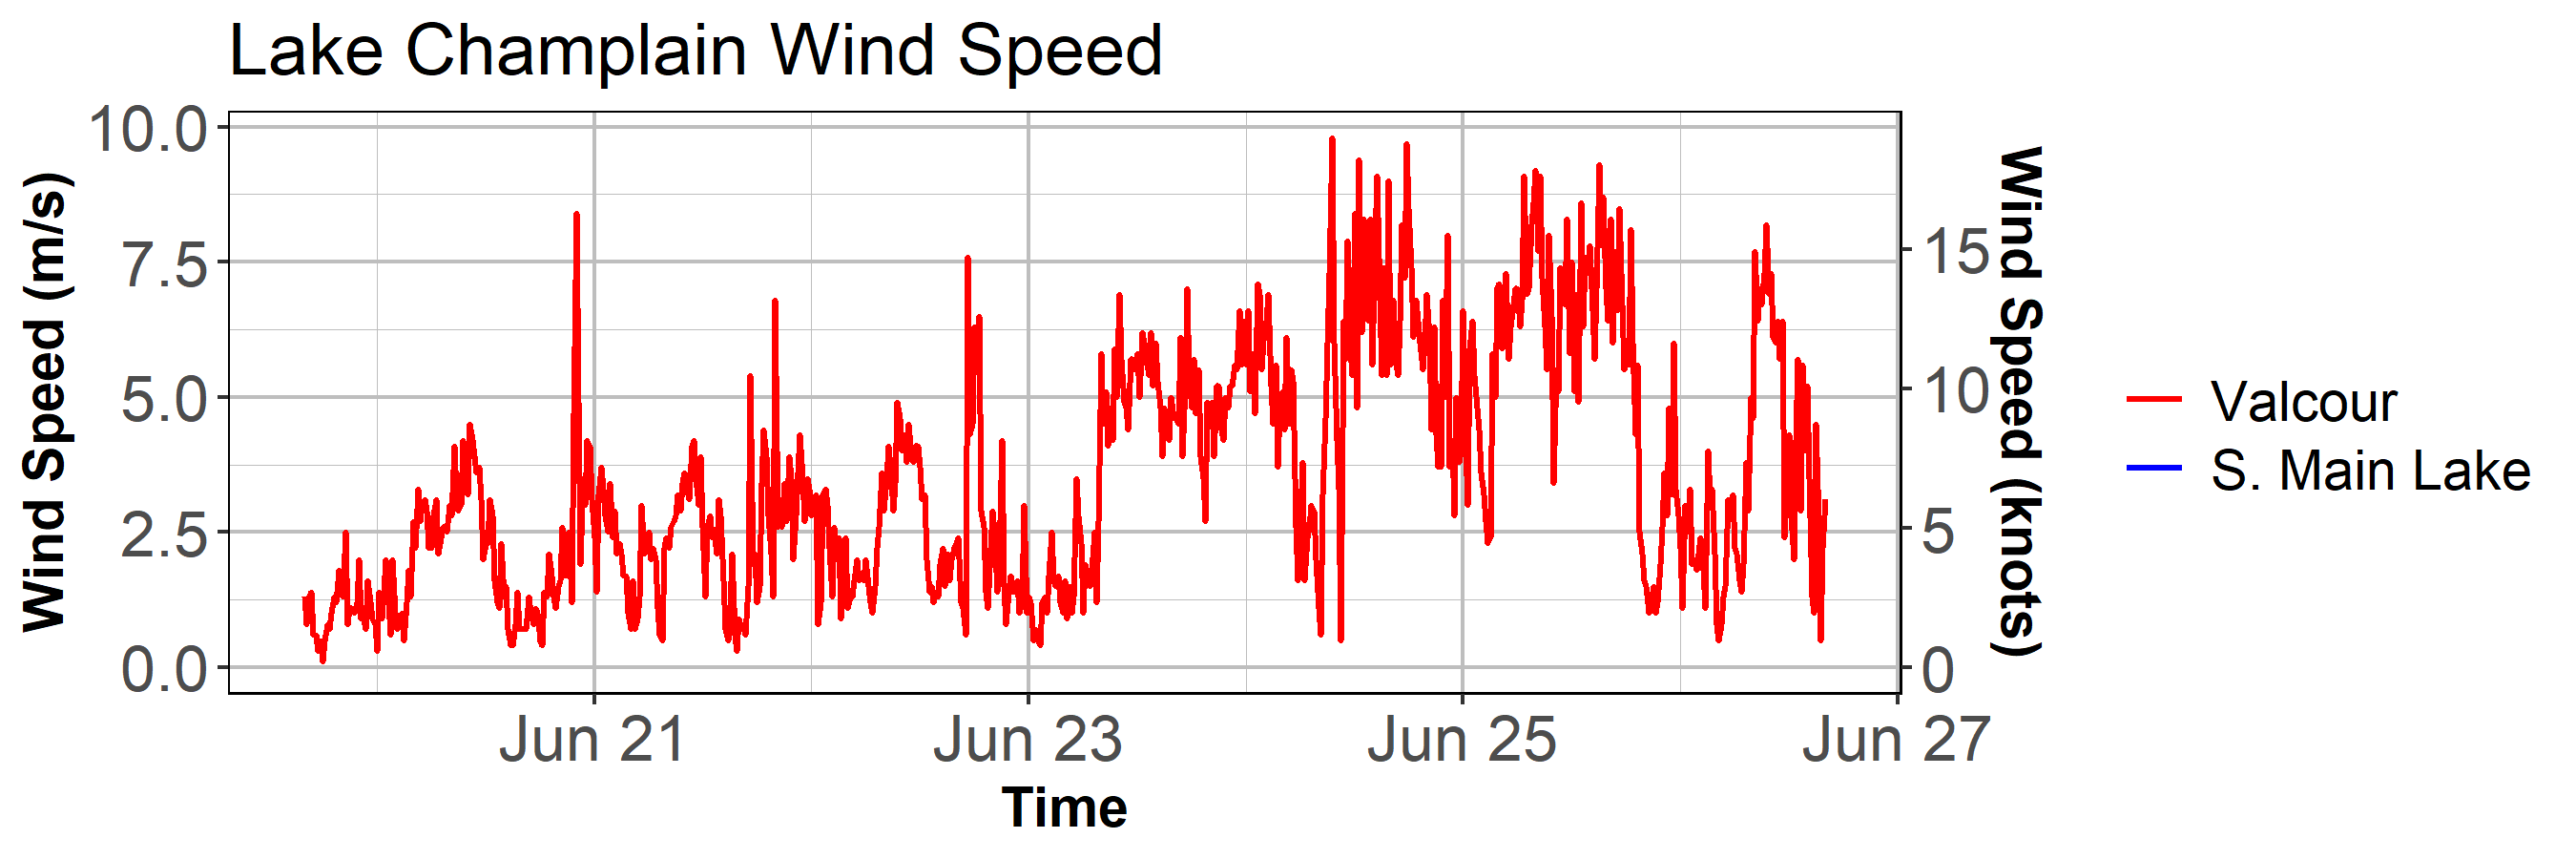 Lake Champlain Wind Speed
10.0
7.5
5.0
2.5
0.0
Wind Speed (m/s)
15
10
5
0
Wind Speed (knots)
Jun 21
Jun 23
Jun 25
Jun 27
Time
Valcour
S. Main Lake